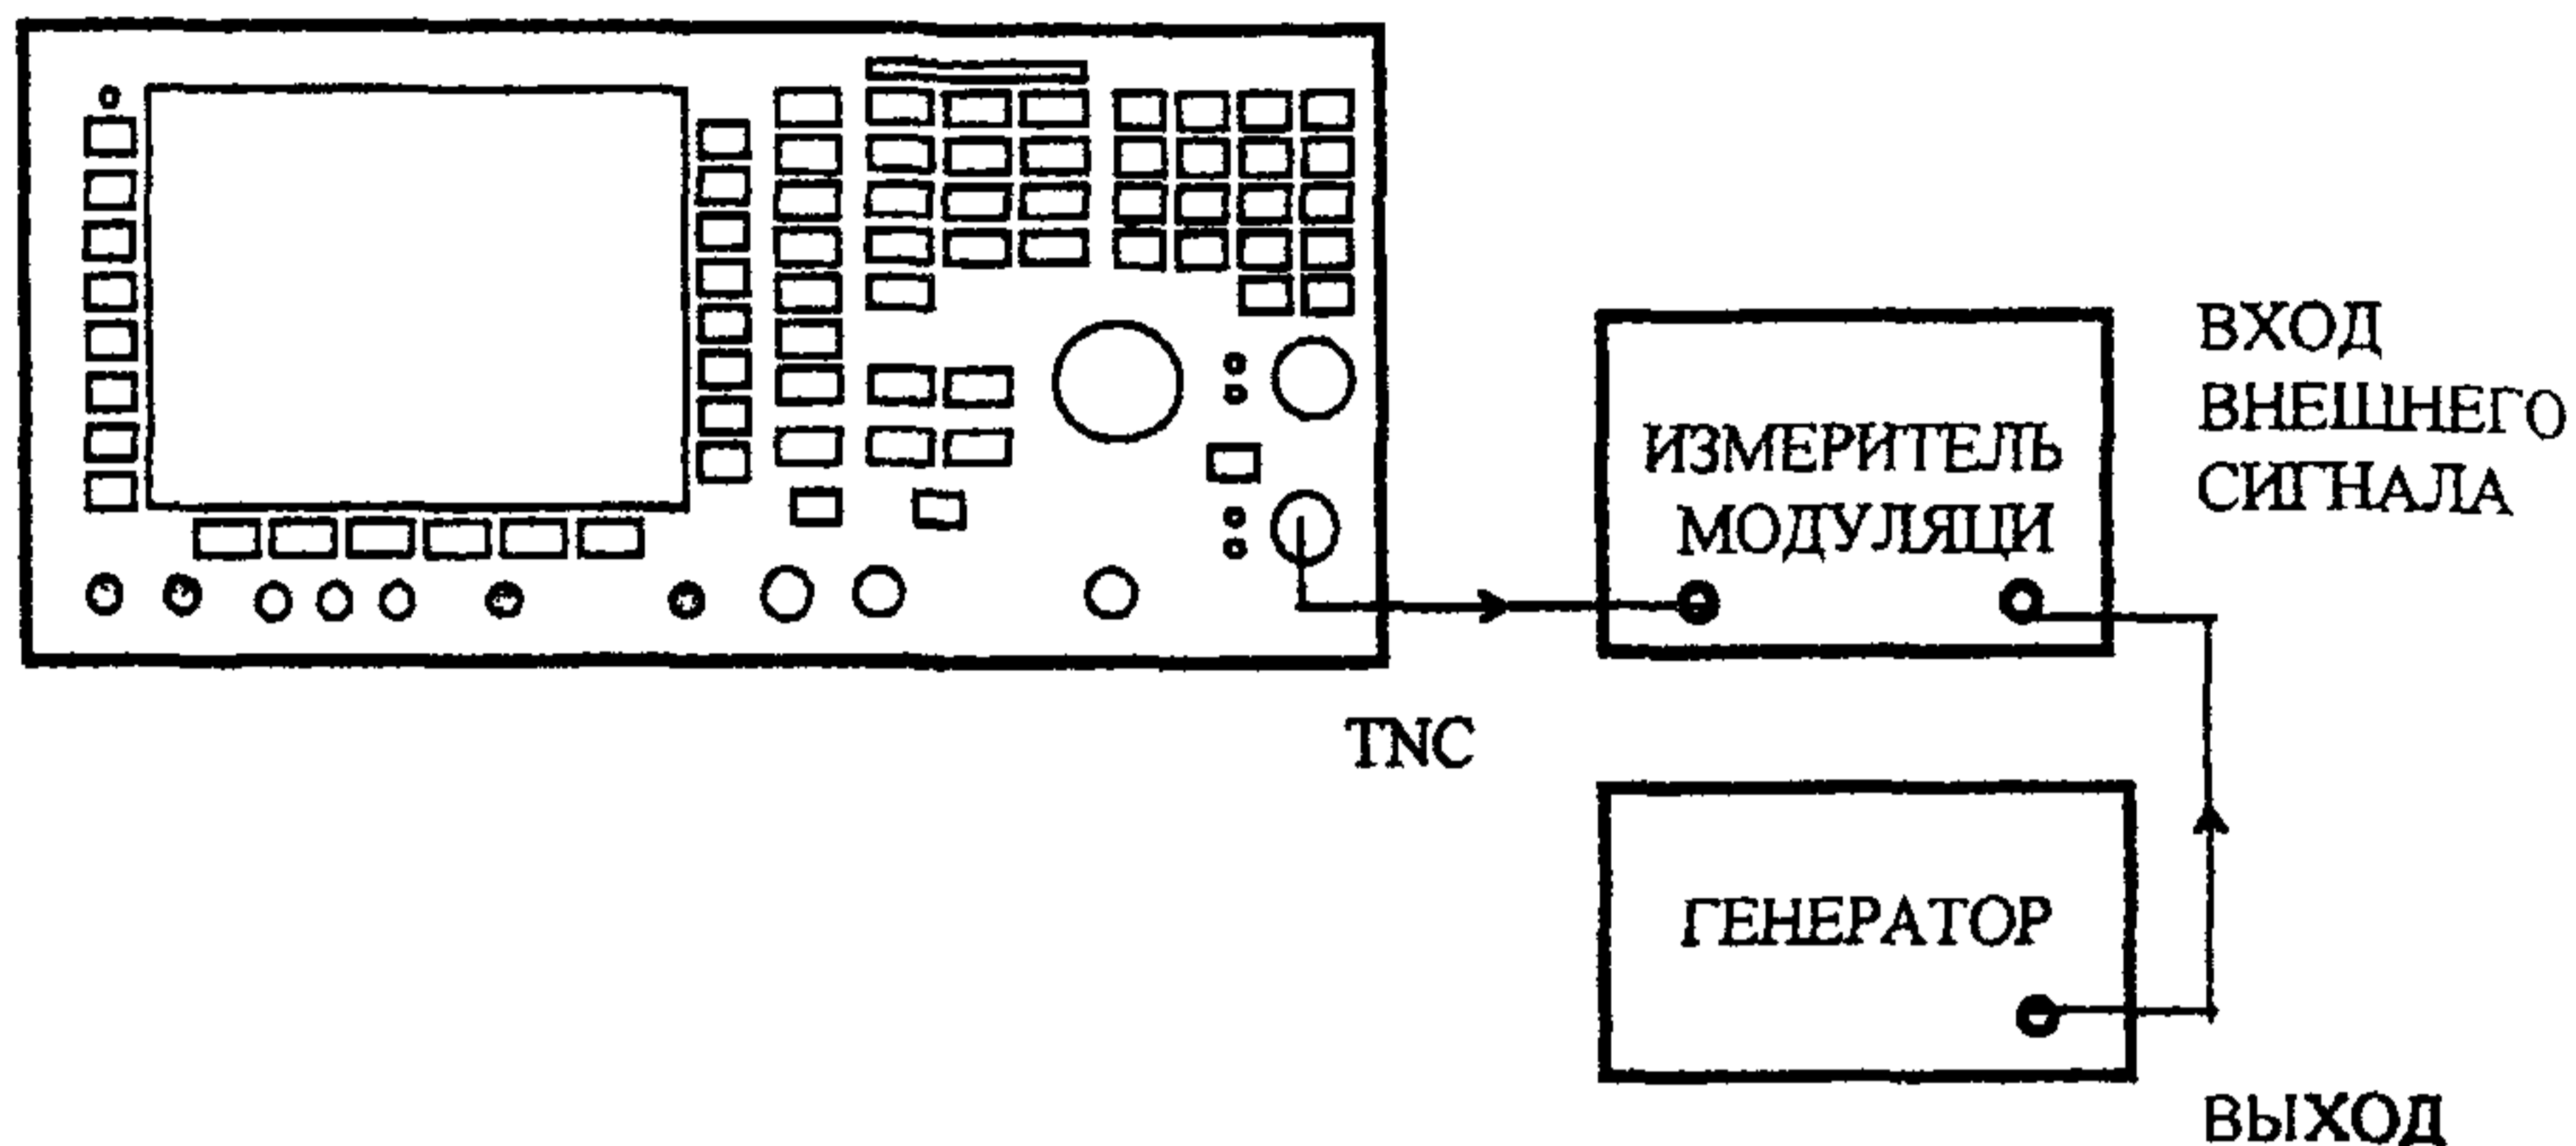 ВХОД
ВНЕШНЕГО
СИГНАЛА
ИЗМЕРИТЕЛЬ
МОДУЛЯЦИ
TNC
ГЕНЕРАТОР
ВЫХОД